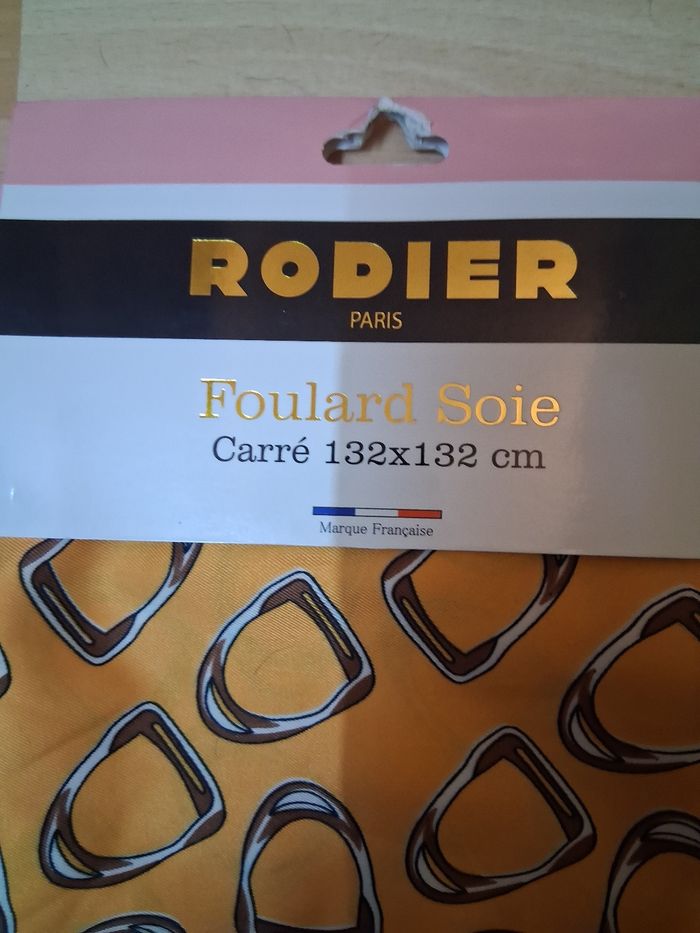 RODIER
PARIS
Foulard Soie
Carré 132x132 cm
Marque Française